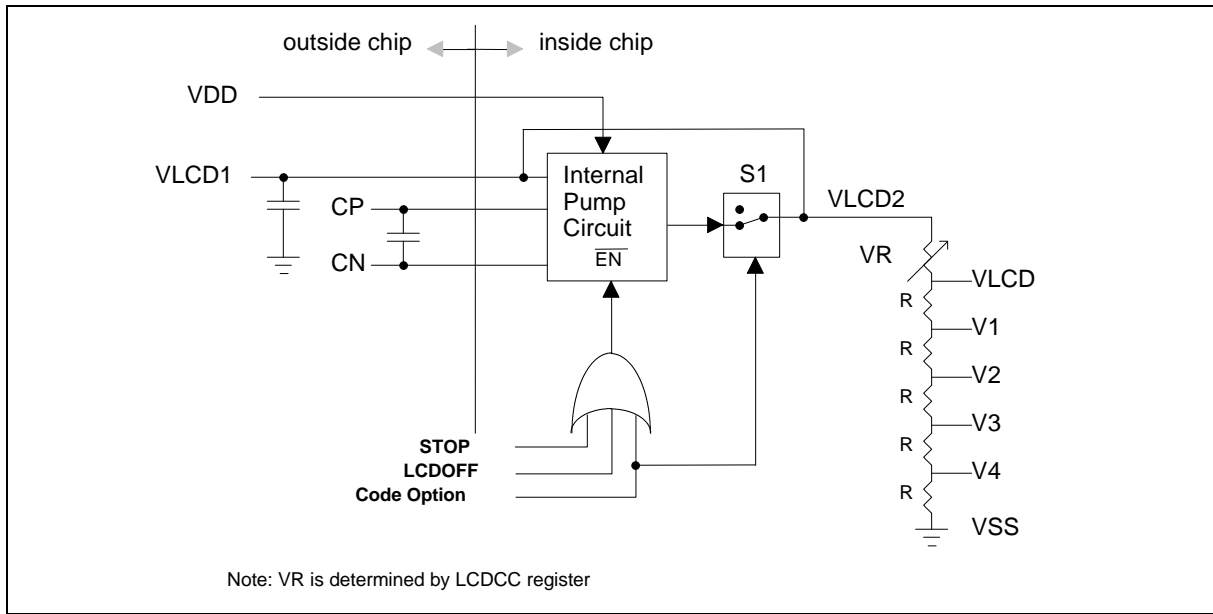 outside chip
inside chip
VDD
VLCD1
CP
CN
Internal
Pump
Circuit
EN
S1
VLCD2
VR
VLCD
R
V1
R
V2
R
V3
R
V4
R
VSS
STOP
LCDOFF
Code Option
Note: VR is determined by LCDCC register